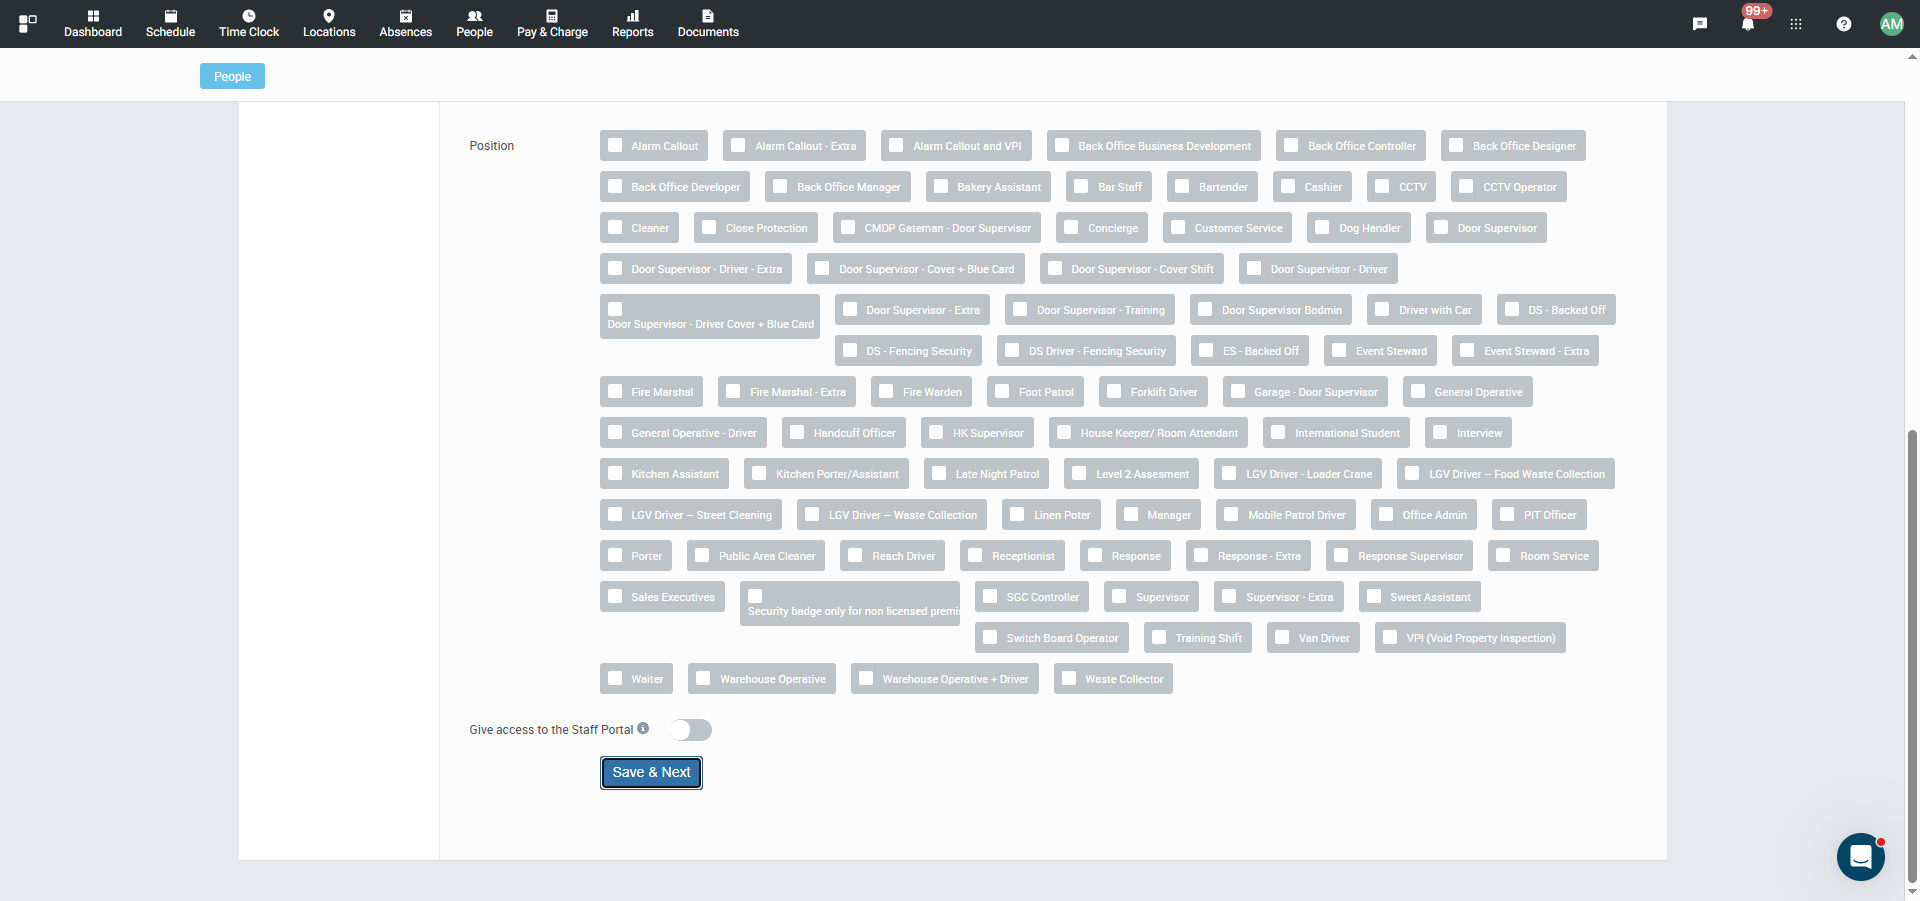 Dashboard Schedule Time Clock Locations Absences People Pay & Charge Reports Documents 99+ AM
People
Position Alarm Callout Alarm Callout - Extra Alarm Callout and VPI Back Office Business Development Back Office Controller Back Office Designer
Back Office Developer Back Office Manager Bakery Assistant Bar Staff Bartender Cashier CCTV CCTV Operator
Cleaner Close Protection CMDP Gateman - Door Supervisor Concierge Customer Service Dog Handler Door Supervisor
Door Supervisor - Driver - Extra Door Supervisor - Cover + Blue Card Door Supervisor - Cover Shift Door Supervisor - Driver
Door Supervisor - Driver Cover + Blue Card Door Supervisor - Extra Door Supervisor - Training Door Supervisor Bodmin Driver with Car DS - Backed Off
DS - Fencing Security DS Driver - Fencing Security ES - Backed Off Event Steward Event Steward - Extra
Fire Marshal Fire Marshal - Extra Fire Warden Foot Patrol Forklift Driver Garage - Door Supervisor General Operative
General Operative - Driver Handcuff Officer HK Supervisor House Keeper/ Room Attendant International Student Interview
Kitchen Assistant Kitchen Porter/Assistant Late Night Patrol Level 2 Assesment LGV Driver - Loader Crane LGV Driver – Food Waste Collection
LGV Driver – Street Cleaning LGV Driver – Waste Collection Linen Poter Manager Mobile Patrol Driver Office Admin PIT Officer
Porter Public Area Cleaner Reach Driver Receptionist Response Response - Extra Response Supervisor Room Service
Sales Executives Security badge only for non licensed premis SGC Controller Supervisor Supervisor - Extra Sweet Assistant
Switch Board Operator Training Shift Van Driver VPI (Void Property Inspection)
Waiter Warehouse Operative Warehouse Operative + Driver Waste Collector
Give access to the Staff Portal
Save & Next